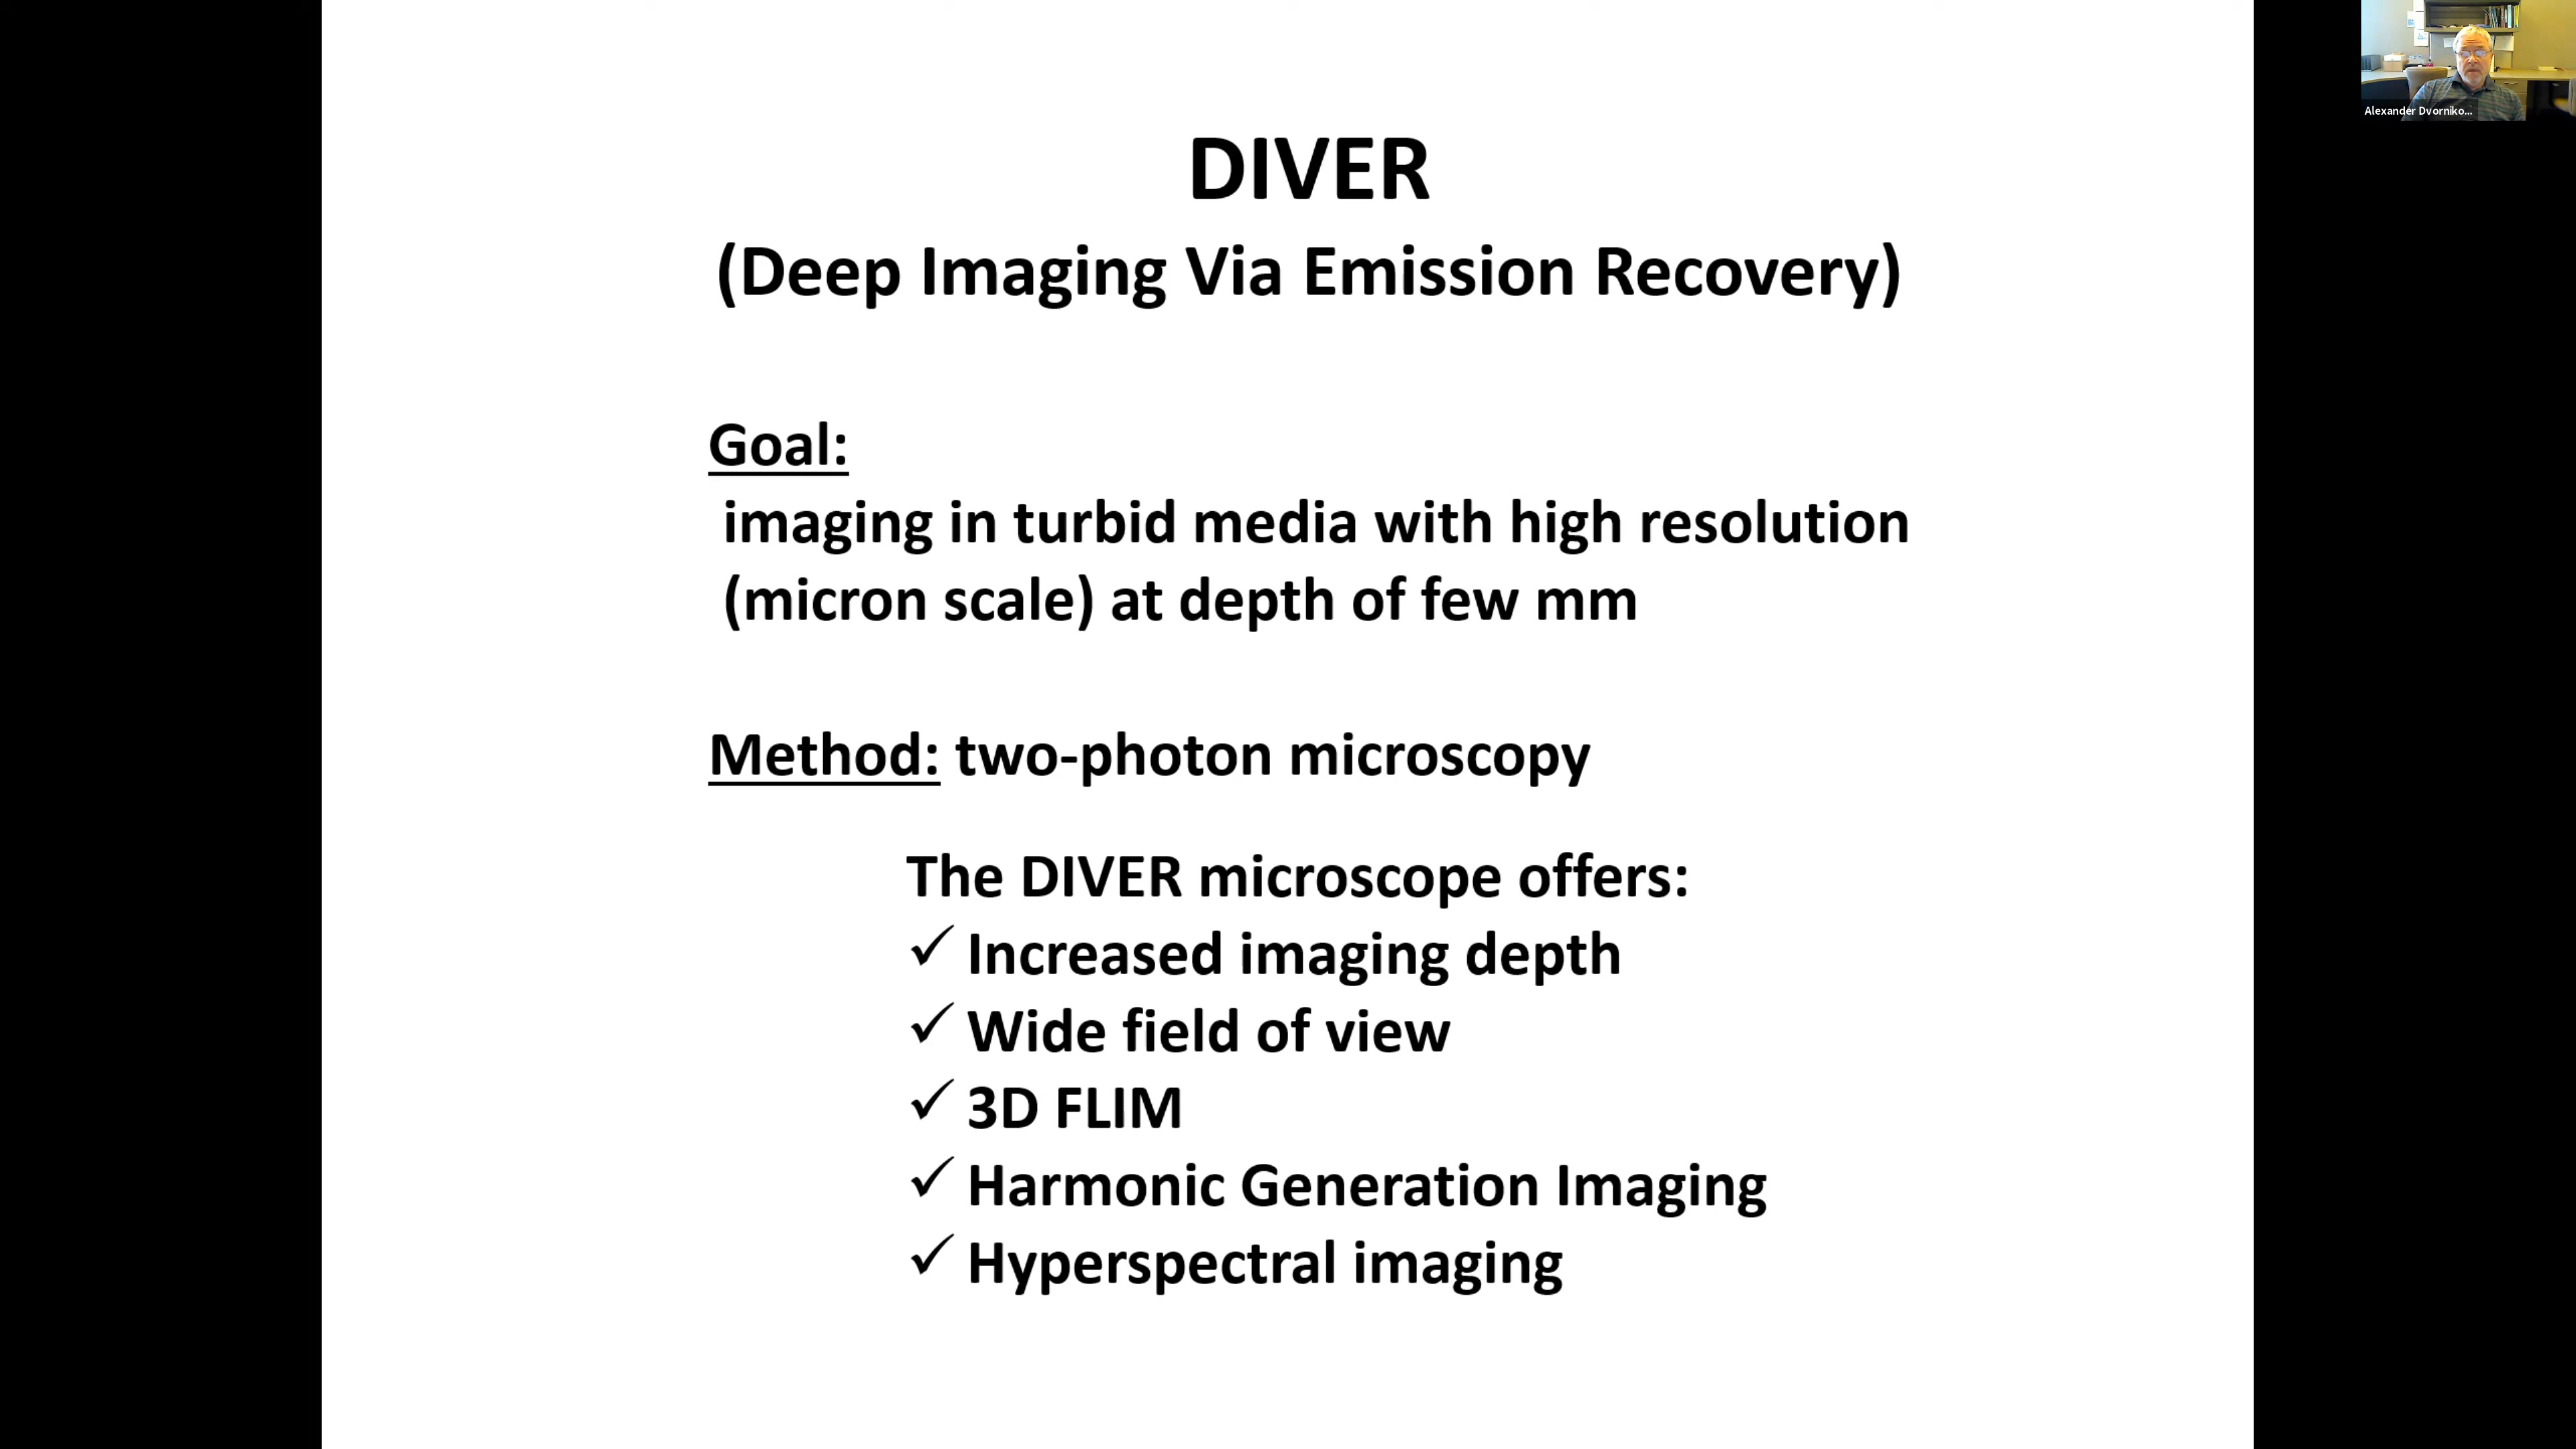 DIVER
(Deep Imaging Via Emission Recovery)
Goal:
imaging in turbid media with high resolution
(micron scale) at depth of few mm
Method: two-photon microscopy
The DIVER microscope offers:
✓ Increased imaging depth
✓ Wide field of view
✓ 3D FLIM
✓ Harmonic Generation Imaging
✓ Hyperspectral imaging
Alexander Dvorniko...